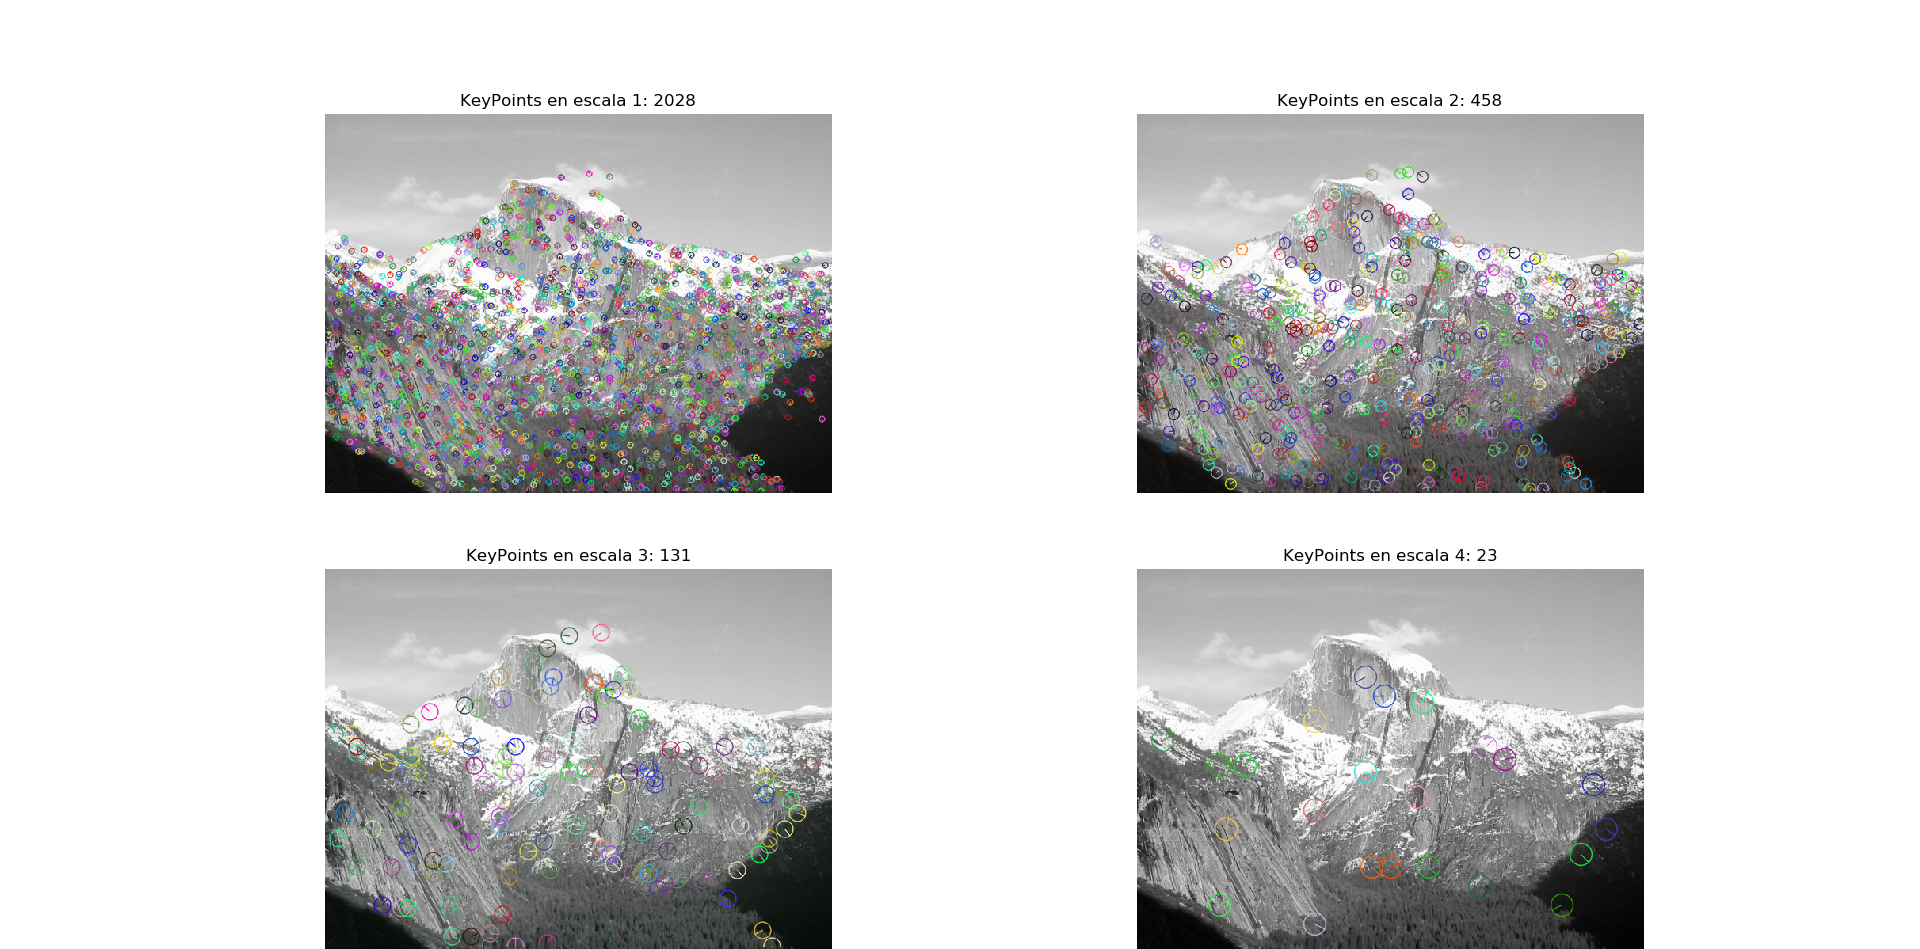 KeyPoints en escala 1: 2028
KeyPoints en escala 2: 458
KeyPoints en escala 3: 131
KeyPoints en escala 4: 23